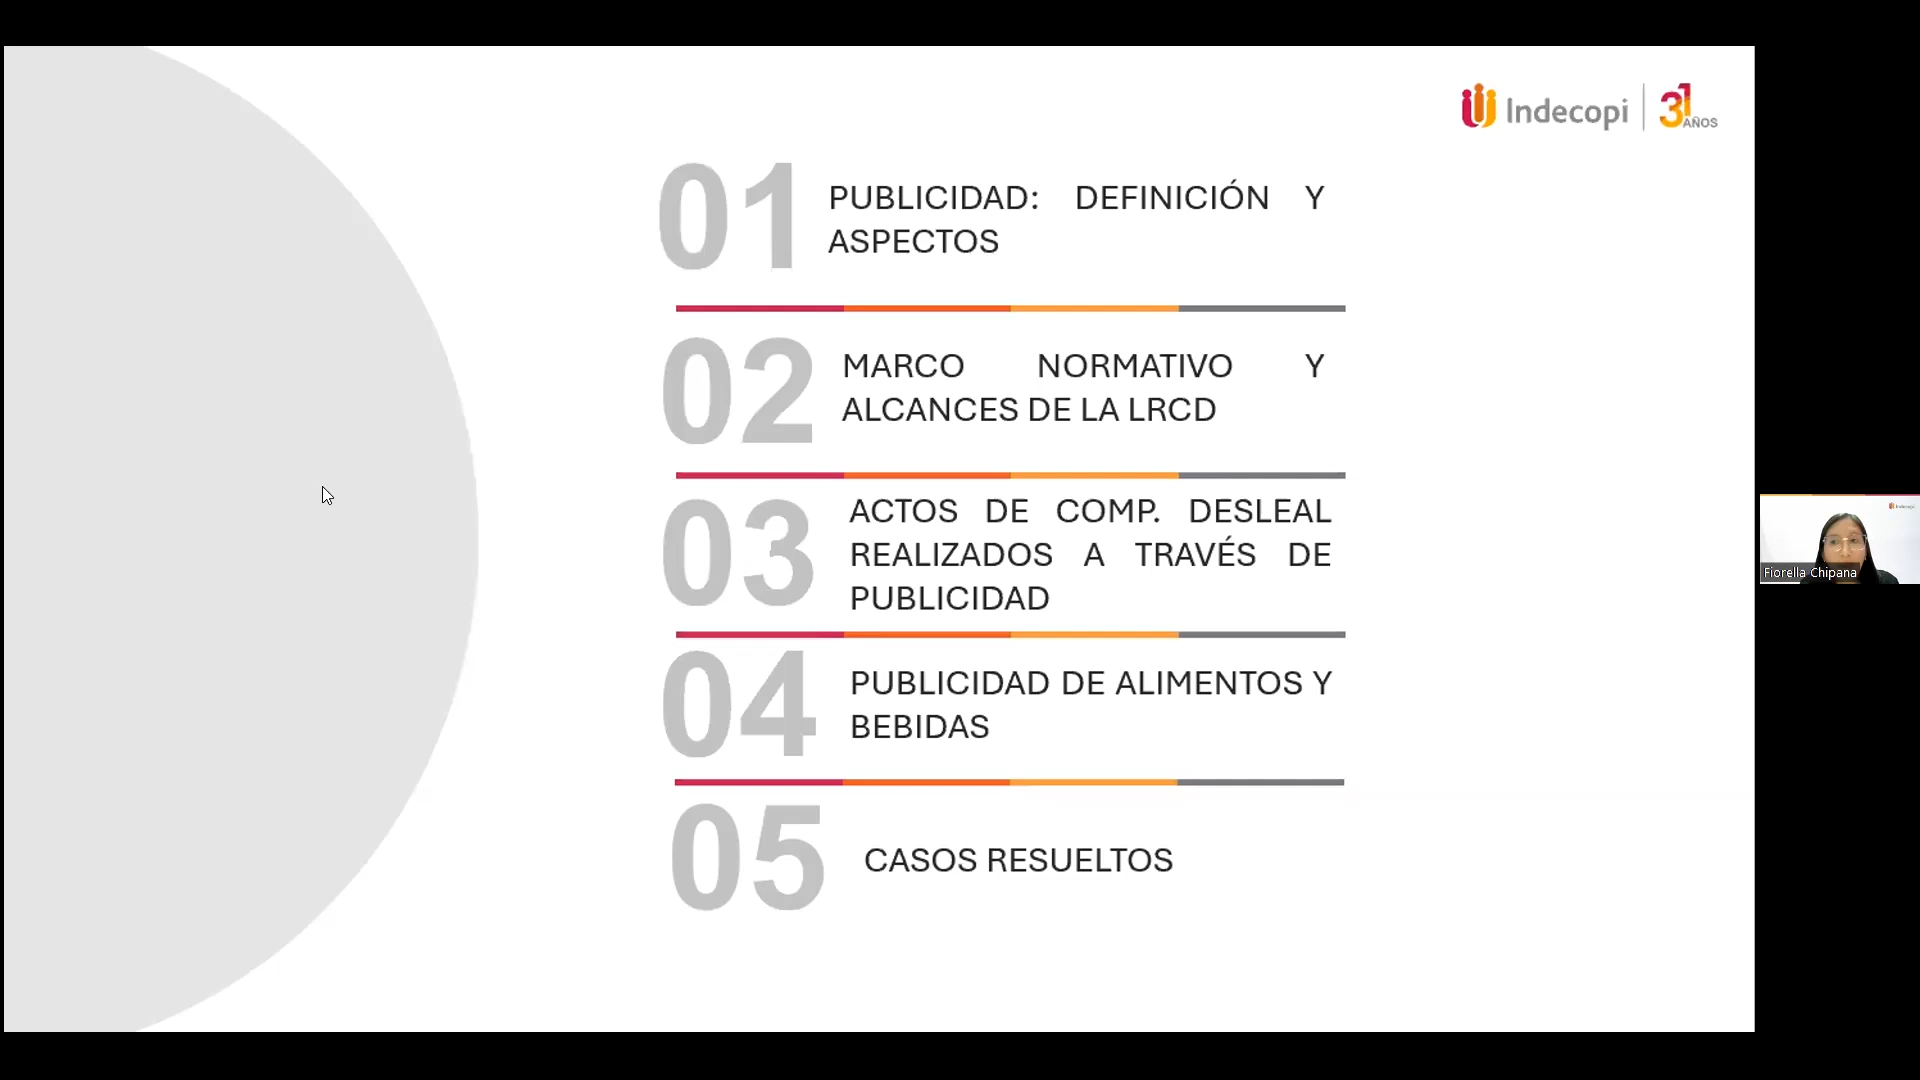 Indecopi 31 AÑOS
01 PUBLICIDAD: DEFINICIÓN Y
ASPECTOS
02 MARCO NORMATIVO Y
ALCANCES DE LA LRCD
03 ACTOS DE COMP. DESLEAL
REALIZADOS A TRAVÉS DE
PUBLICIDAD
04 PUBLICIDAD DE ALIMENTOS Y
BEBIDAS
05 CASOS RESUELTOS
Indecopi
Fiorella Chipana